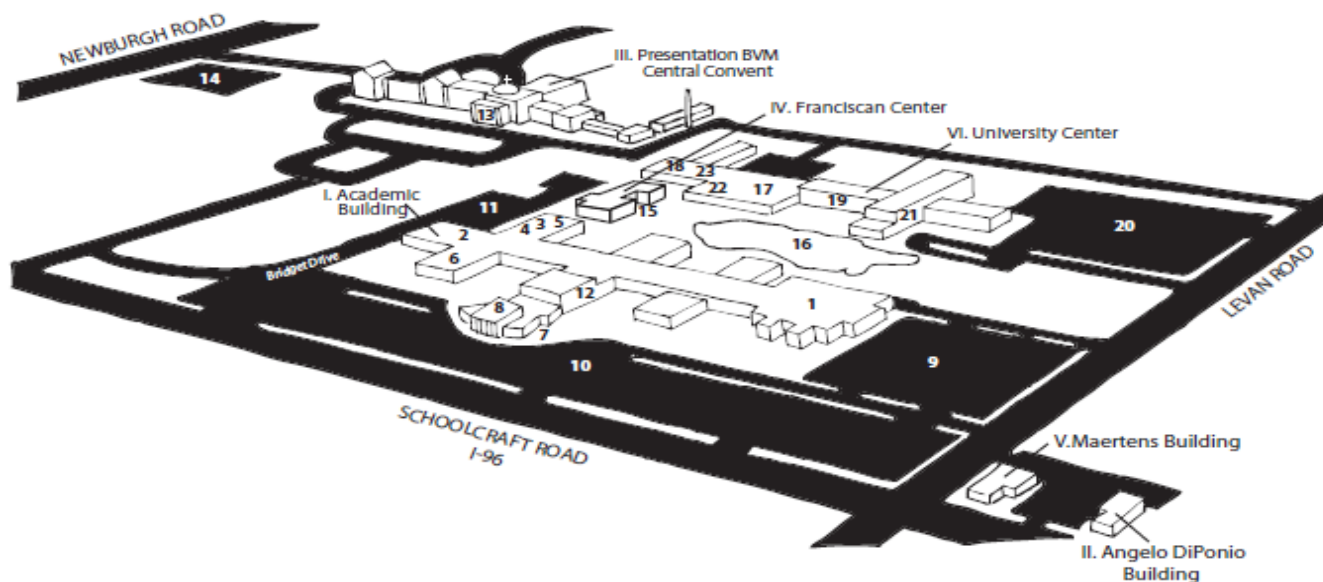 NEWBURGH ROAD
14
III. Presentation BVM
Central Convent
13
IV. Franciscan Center
VI. University Center
18
23
22
17
19
21
20
I. Academic
Building
11
15
16
2
4
3
5
6
Bridget Drive
12
8
7
1
9
10
LEVAN ROAD
SCHOOLCRAFT ROAD
I-96
V.Maertens Building
II. Angelo DiPonio
Building